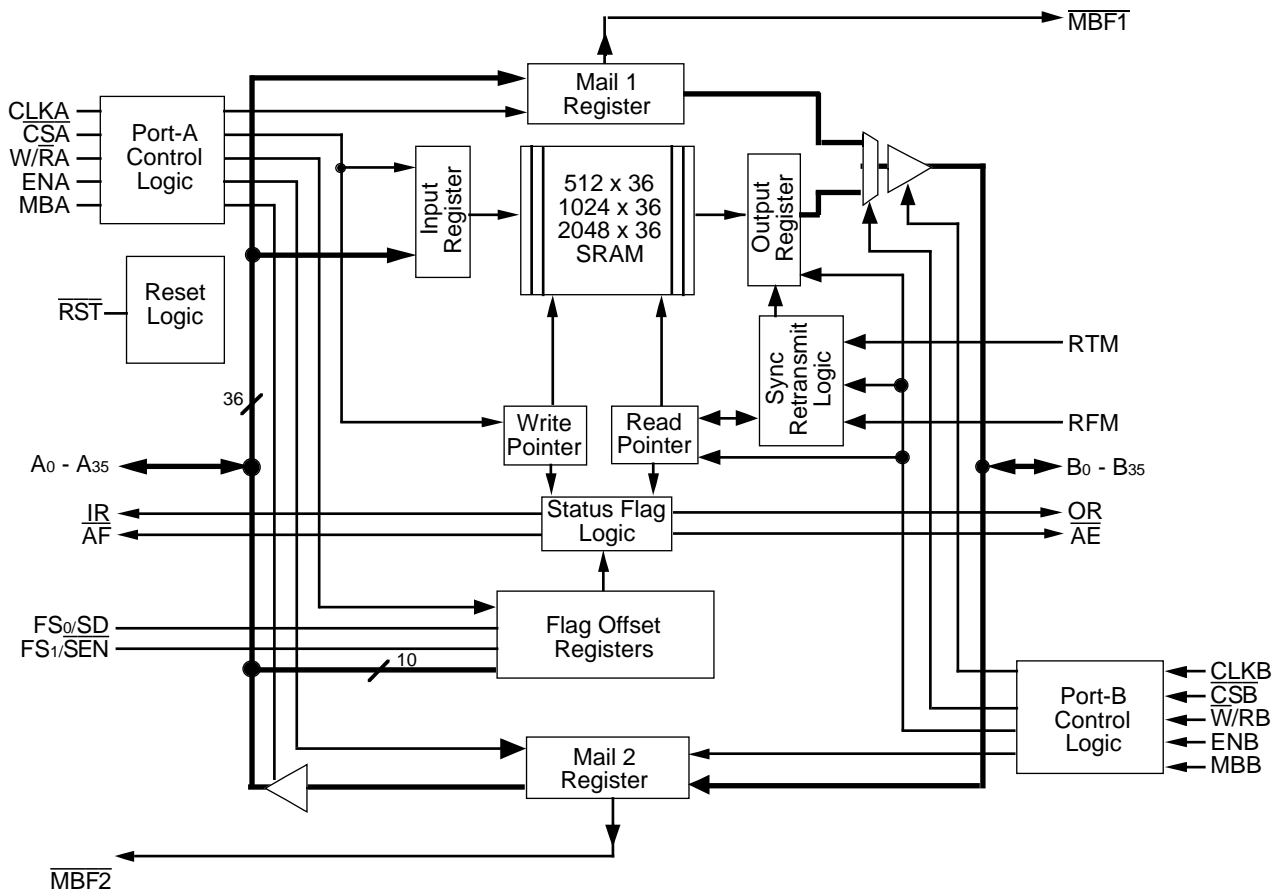 MBF1
Mail 1
Register
CLKA
CSA
W/RA
ENA
MBA
Port-A
Control
Logic
Input
Register
512 x 36
1024 x 36
2048 x 36
SRAM
Output
Register
RST
Reset
Logic
36
Sync
Retransmit
Logic
RTM
RFM
Write
Pointer
Read
Pointer
A0 - A35
B0 - B35
IR
AF
Status Flag
Logic
OR
AE
FS0/SD
FS1/SEN
10
Flag Offset
Registers
Port-B
Control
Logic
CLKB
CSB
W/RB
ENB
MBB
Mail 2
Register
MBF2